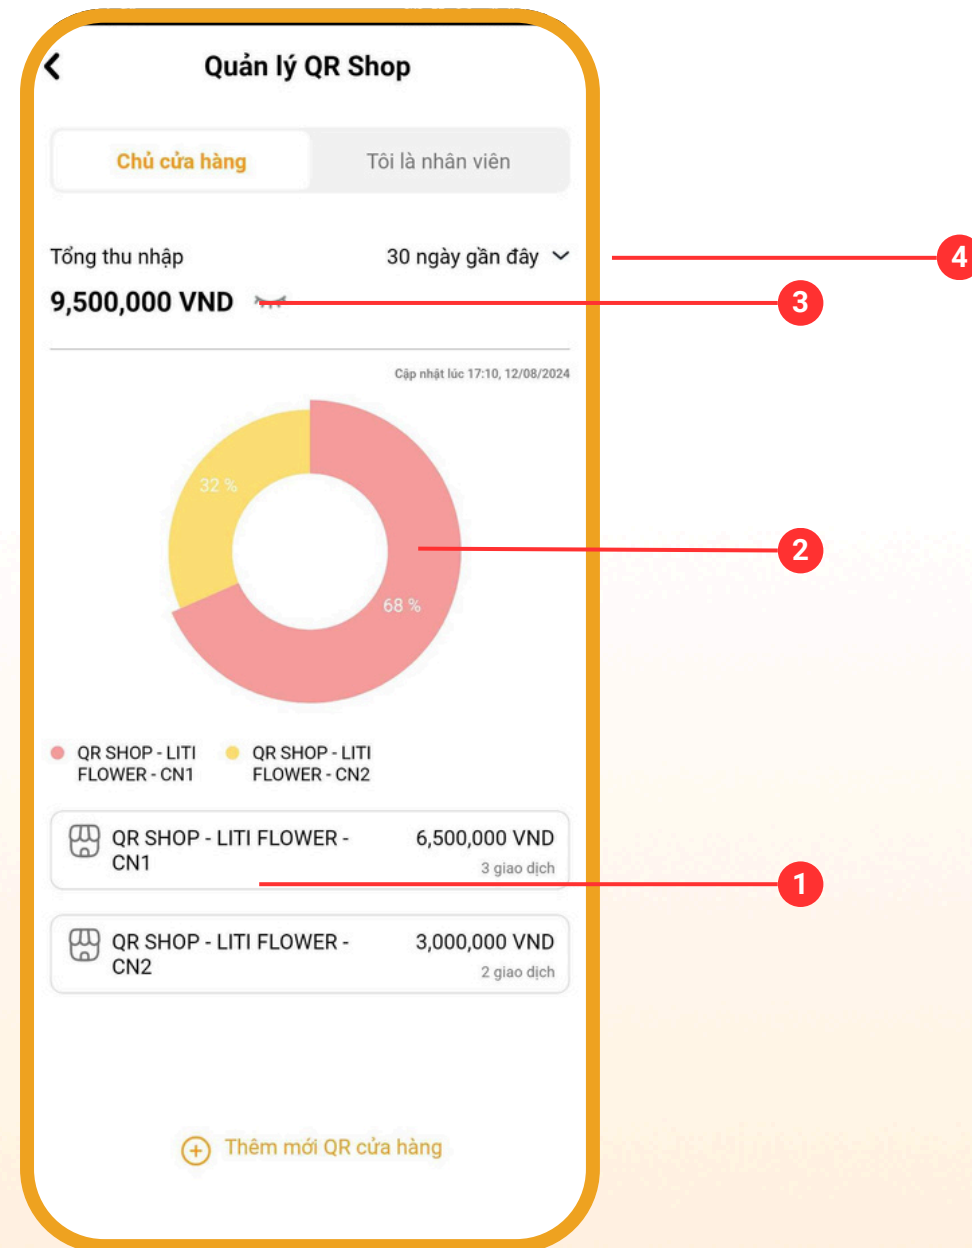 Quản lý QR Shop
Chủ cửa hàng
Tôi là nhân viên
Tổng thu nhập
30 ngày gần đây
4
9,500,000 VND
3
Cập nhật lúc 17:10, 12/08/2024
32 %
2
68 %
QR SHOP - LITI
FLOWER - CN1
QR SHOP - LITI
FLOWER - CN2
QR SHOP - LITI FLOWER -
CN1
6,500,000 VND
3 giao dịch
1
QR SHOP - LITI FLOWER -
CN2
3,000,000 VND
2 giao dịch
Thêm mới QR cửa hàng